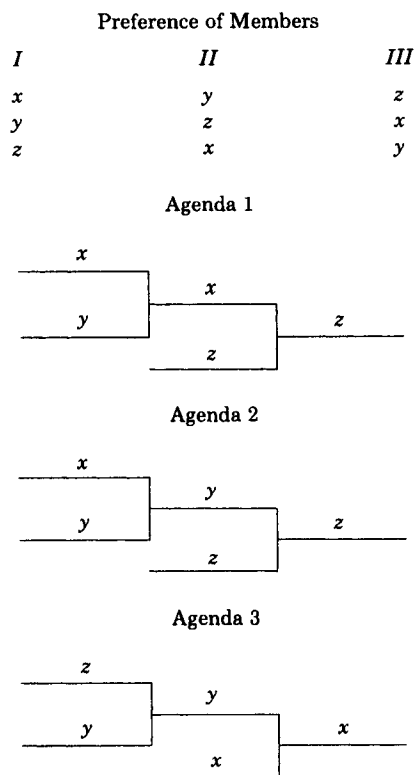 Preference of Members
I II III
x y z
y z x
z x y
Agenda 1
x
x
y
z
z
Agenda 2
x
y
y
z
z
Agenda 3
z
y
y
x
x